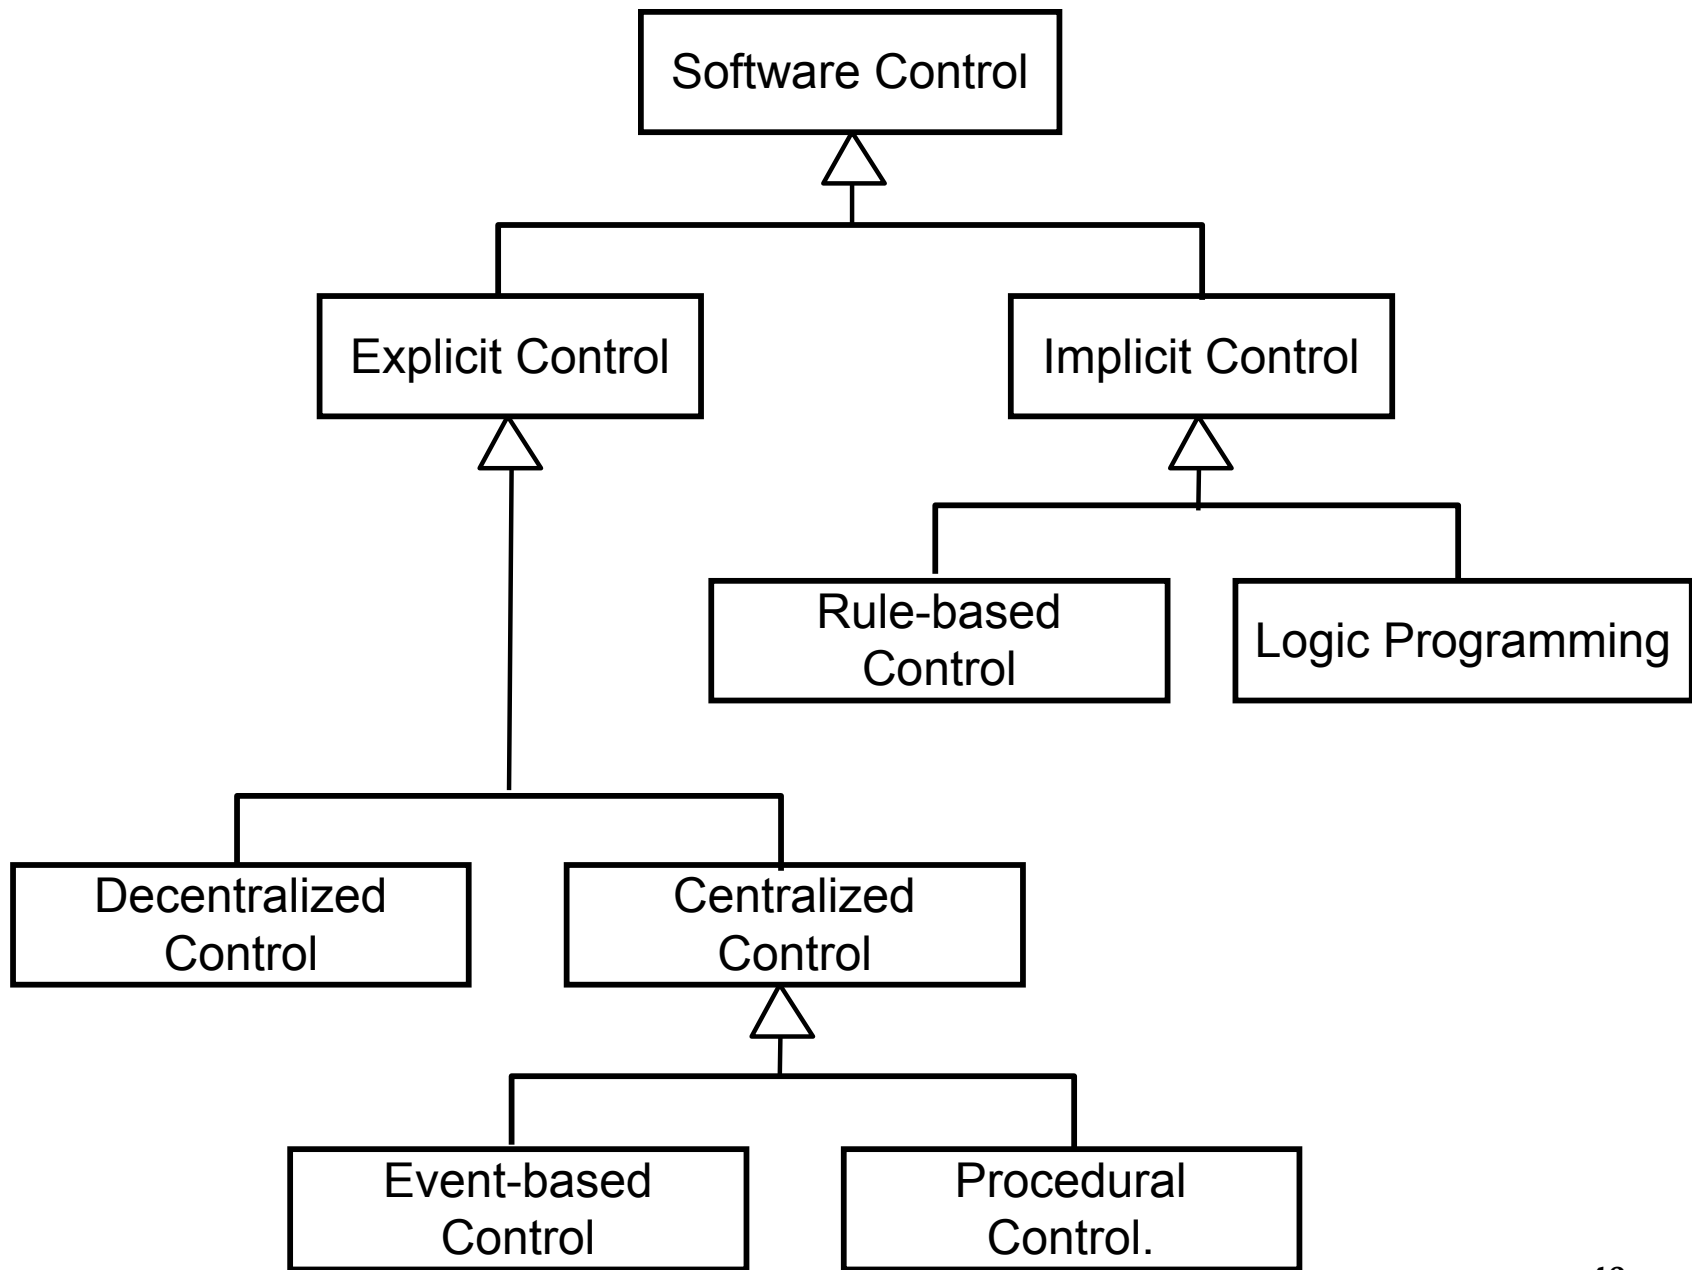 Software Control
Explicit Control
Implicit Control
Rule-based
Control
Logic Programming
Decentralized
Control
Centralized
Control
Event-based
Control
Procedural
Control.